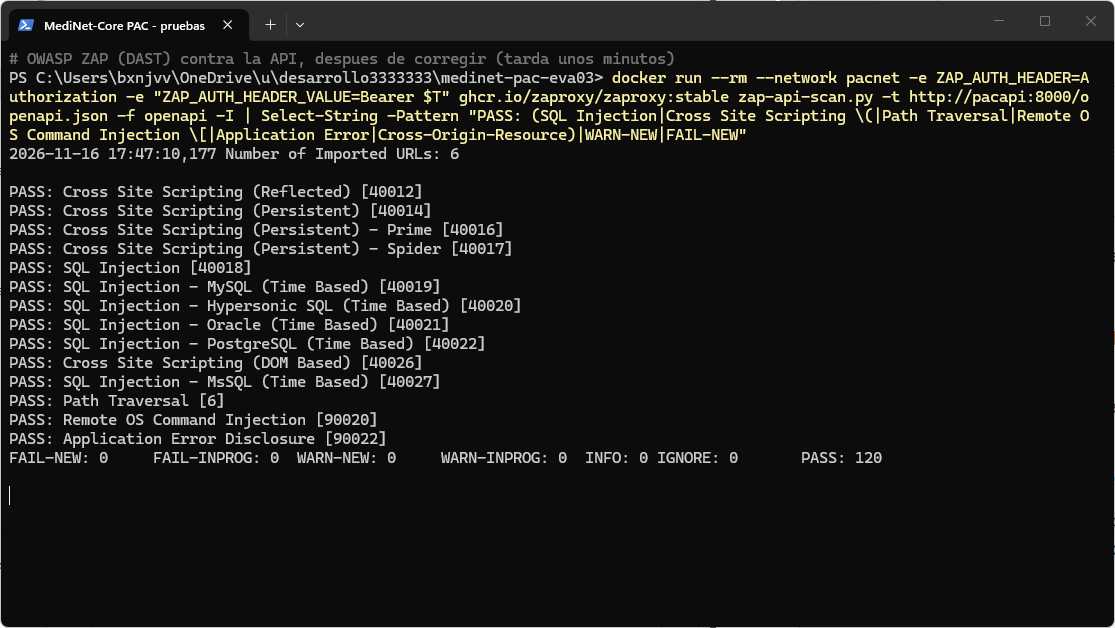 MediNet-Core PAC - pruebas
# OWASP ZAP (DAST) contra la API, despues de corregir (tarda unos minutos)
PS C:\Users\bxnjvv\OneDrive\u\desarrollo3333333\medinet-pac-eva03> docker run --rm --network pacnet -e ZAP_AUTH_HEADER=A
uthorization -e "ZAP_AUTH_HEADER_VALUE=Bearer $T" ghcr.io/zaproxy/zaproxy:stable zap-api-scan.py -t http://pacapi:8000/o
penapi.json -f openapi -I | Select-String -Pattern "PASS: (SQL Injection|Cross Site Scripting \(|Path Traversal|Remote O
S Command Injection \[|Application Error|Cross-Origin-Resource)|WARN-NEW|FAIL-NEW"
2026-11-16 17:47:10,177 Number of Imported URLs: 6
PASS: Cross Site Scripting (Reflected) [40012]
PASS: Cross Site Scripting (Persistent) [40014]
PASS: Cross Site Scripting (Persistent) - Prime [40016]
PASS: Cross Site Scripting (Persistent) - Spider [40017]
PASS: SQL Injection [40018]
PASS: SQL Injection - MySQL (Time Based) [40019]
PASS: SQL Injection - Hypersonic SQL (Time Based) [40020]
PASS: SQL Injection - Oracle (Time Based) [40021]
PASS: SQL Injection - PostgreSQL (Time Based) [40022]
PASS: Cross Site Scripting (DOM Based) [40026]
PASS: SQL Injection - MsSQL (Time Based) [40027]
PASS: Path Traversal [6]
PASS: Remote OS Command Injection [90020]
PASS: Application Error Disclosure [90022]
FAIL-NEW: 0 FAIL-INPROG: 0 WARN-NEW: 0 WARN-INPROG: 0 INFO: 0 IGNORE: 0 PASS: 120